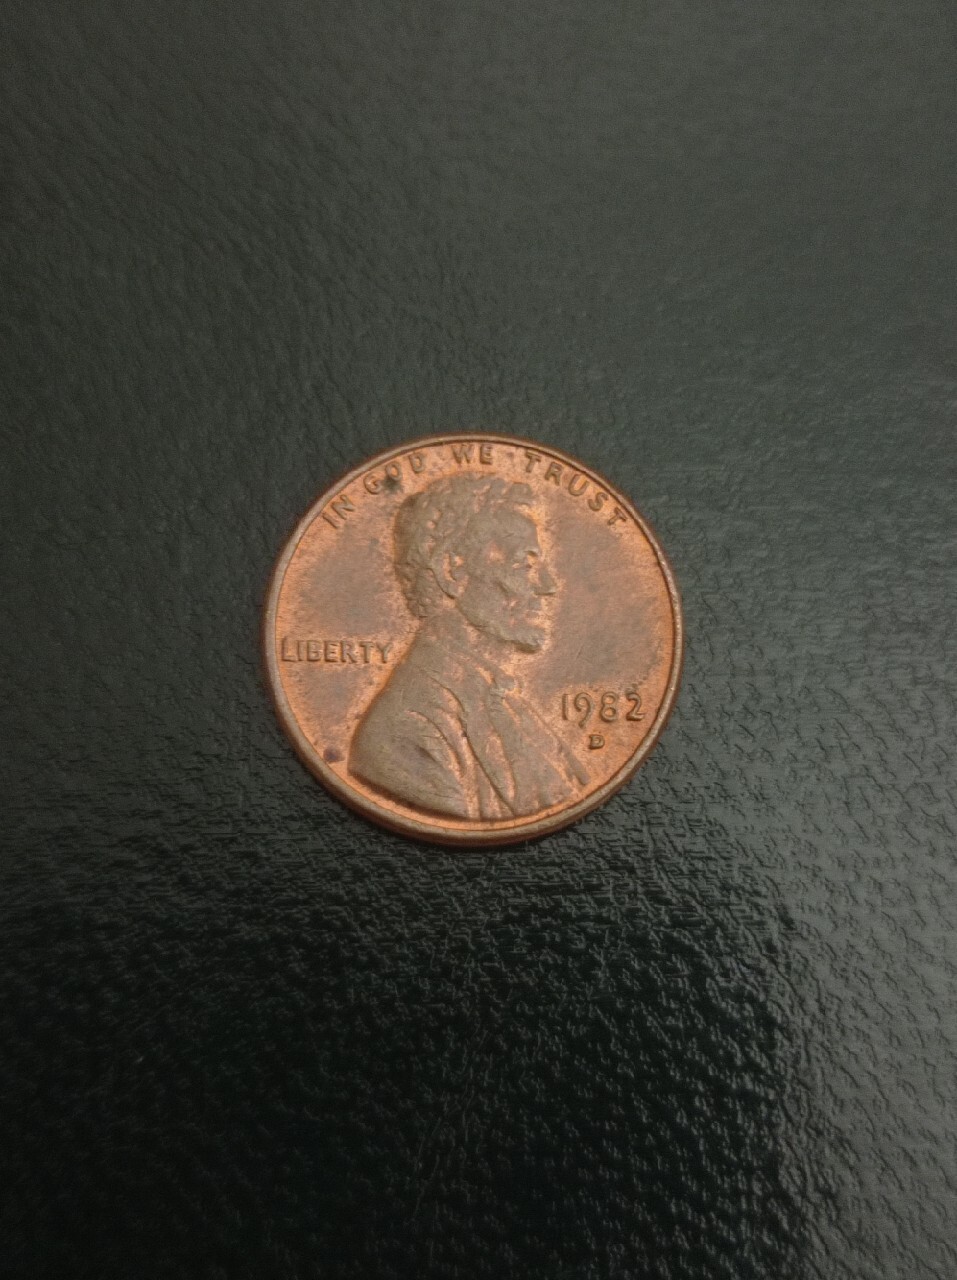 IN GOD WE TRUST
LIBERTY
1982
D